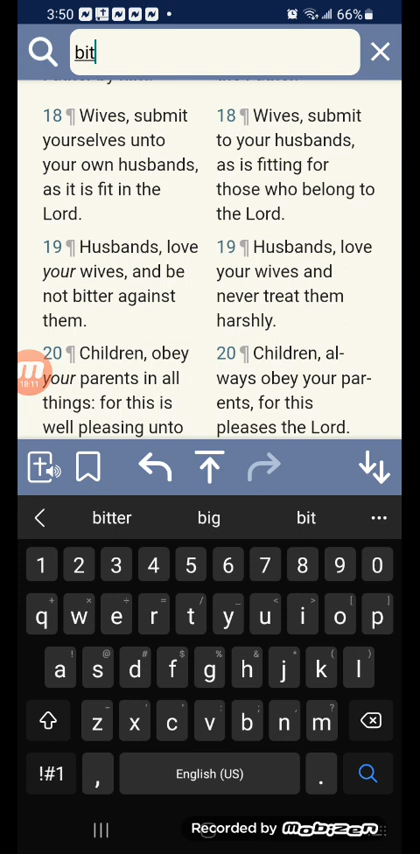 3:50 66%
bit
18 ¶ Wives, submit
yourselves unto
your own husbands,
as it is fit in the
Lord.
19 ¶ Husbands, love
your wives, and be
not bitter against
them.
20 ¶ Children, obey
your parents in all
things: for this is
well pleasing unto
18 ¶ Wives, submit
to your husbands,
as is fitting for
those who belong to
the Lord.
19 ¶ Husbands, love
your wives and
never treat them
harshly.
20 ¶ Children, al-
ways obey your par-
ents, for this
pleases the Lord.
18:11
bitter big bit
1 2 3 4 5 6 7 8 9 0
q w e r t y u i o p
a s d f g h j k l
z x c v b n m
!#1 , English (US) .
Recorded by mobizen